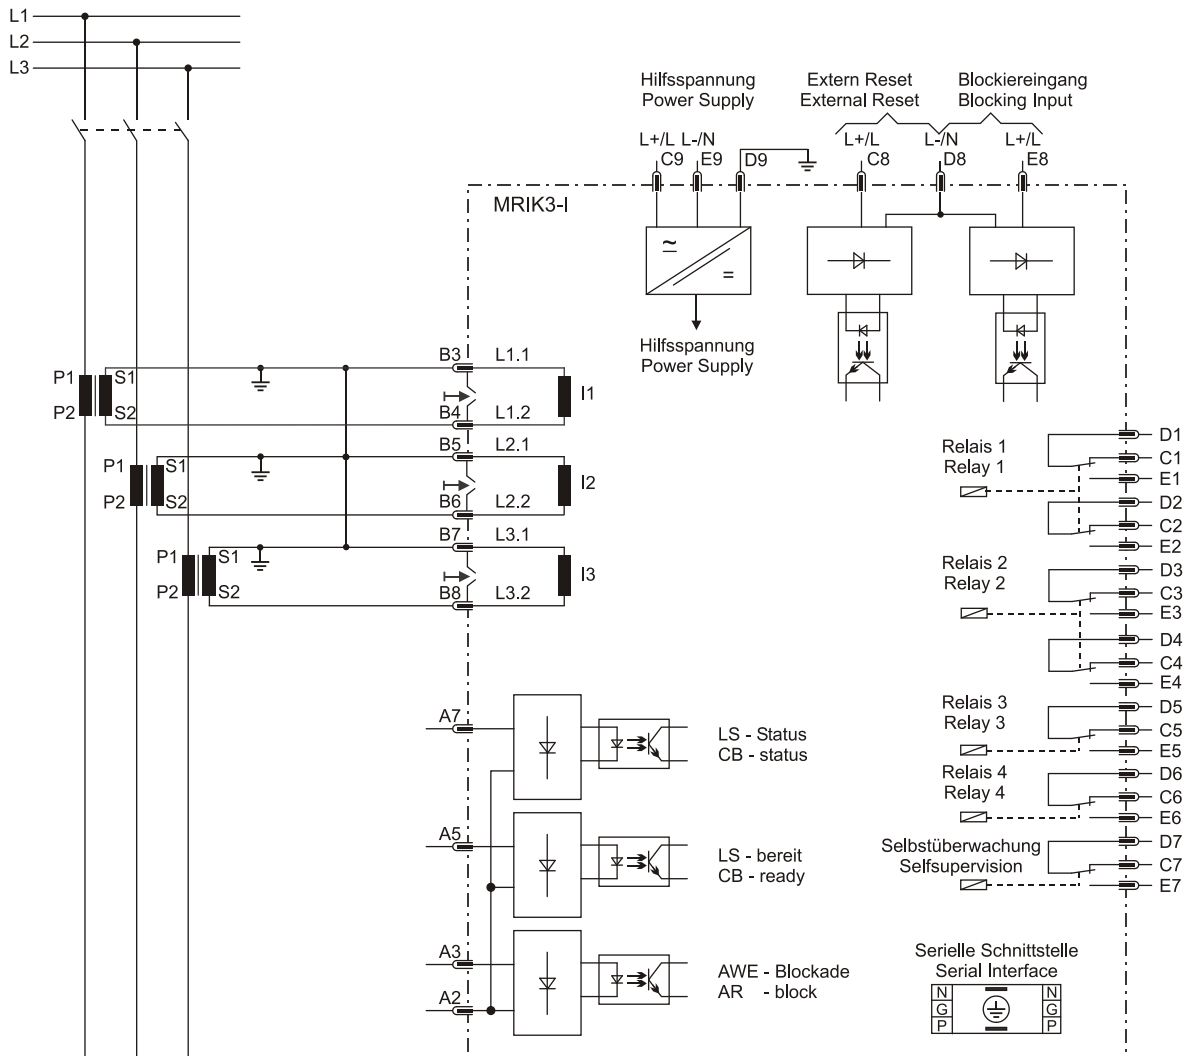 L1
L2
L3
Hilfsspannung
Power Supply
Extern Reset
External Reset
Blockiereingang
Blocking Input
L+/L L-/N
C9 E9 D9
L+/L L-/N L+/L
C8 D8 E8
MRIK3-I
~
=
Hilfsspannung
Power Supply
P1 S1
P2 S2
B3 L1.1
I1
B4 L1.2
P1 S1
P2 S2
B5 L2.1
I2
B6 L2.2
P1 S1
P2 S2
B7 L3.1
I3
B8 L3.2
Relais 1
Relay 1
D1
C1
E1
D2
C2
E2
Relais 2
Relay 2
D3
C3
E3
D4
C4
E4
Relais 3
Relay 3
D5
C5
E5
Relais 4
Relay 4
D6
C6
E6
Selbstüberwachung
Selfsupervision
D7
C7
E7
A7
LS - Status
CB - status
A5
LS - bereit
CB - ready
A3
A2
AWE - Blockade
AR - block
Serielle Schnittstelle
Serial Interface
N N
G G
P P